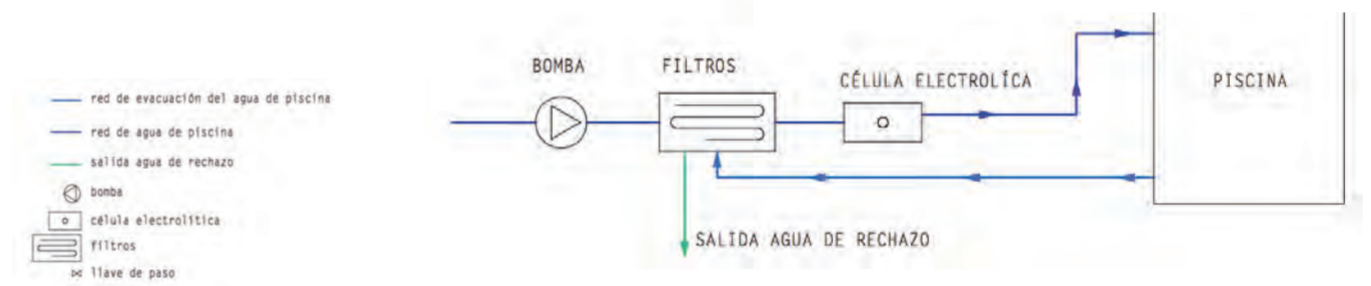 red de evacuación del agua de piscina
red de agua de piscina
salida agua de rechazo
bomba
célula electrolítica
filtros
llave de paso
BOMBA
FILTROS
CÉLULA ELECTROLÍCA
PISCINA
SALIDA AGUA DE RECHAZO